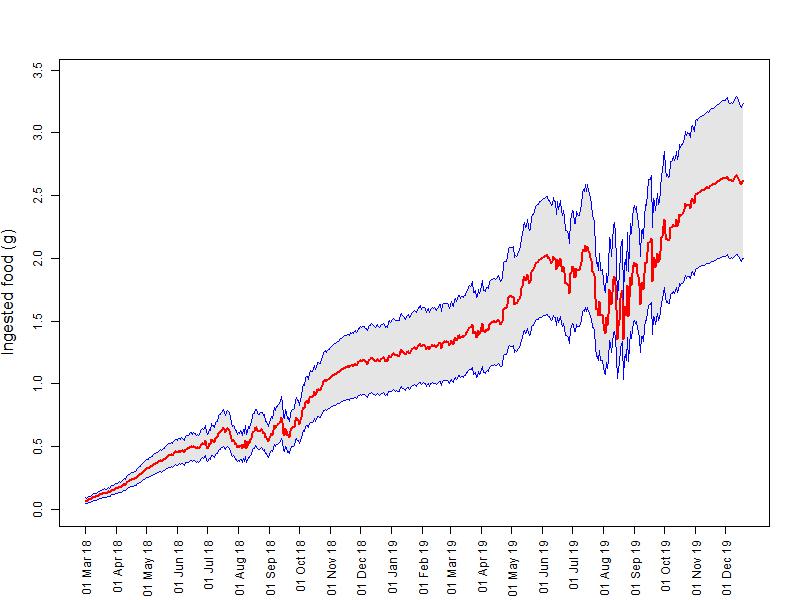 Ingested food (g)
3.5
3.0
2.5
2.0
1.5
1.0
0.5
0.0
01 Mar 18
01 Apr 18
01 May 18
01 Jun 18
01 Jul 18
01 Aug 18
01 Sep 18
01 Oct 18
01 Nov 18
01 Dec 18
01 Jan 19
01 Feb 19
01 Mar 19
01 Apr 19
01 May 19
01 Jun 19
01 Jul 19
01 Aug 19
01 Sep 19
01 Oct 19
01 Nov 19
01 Dec 19